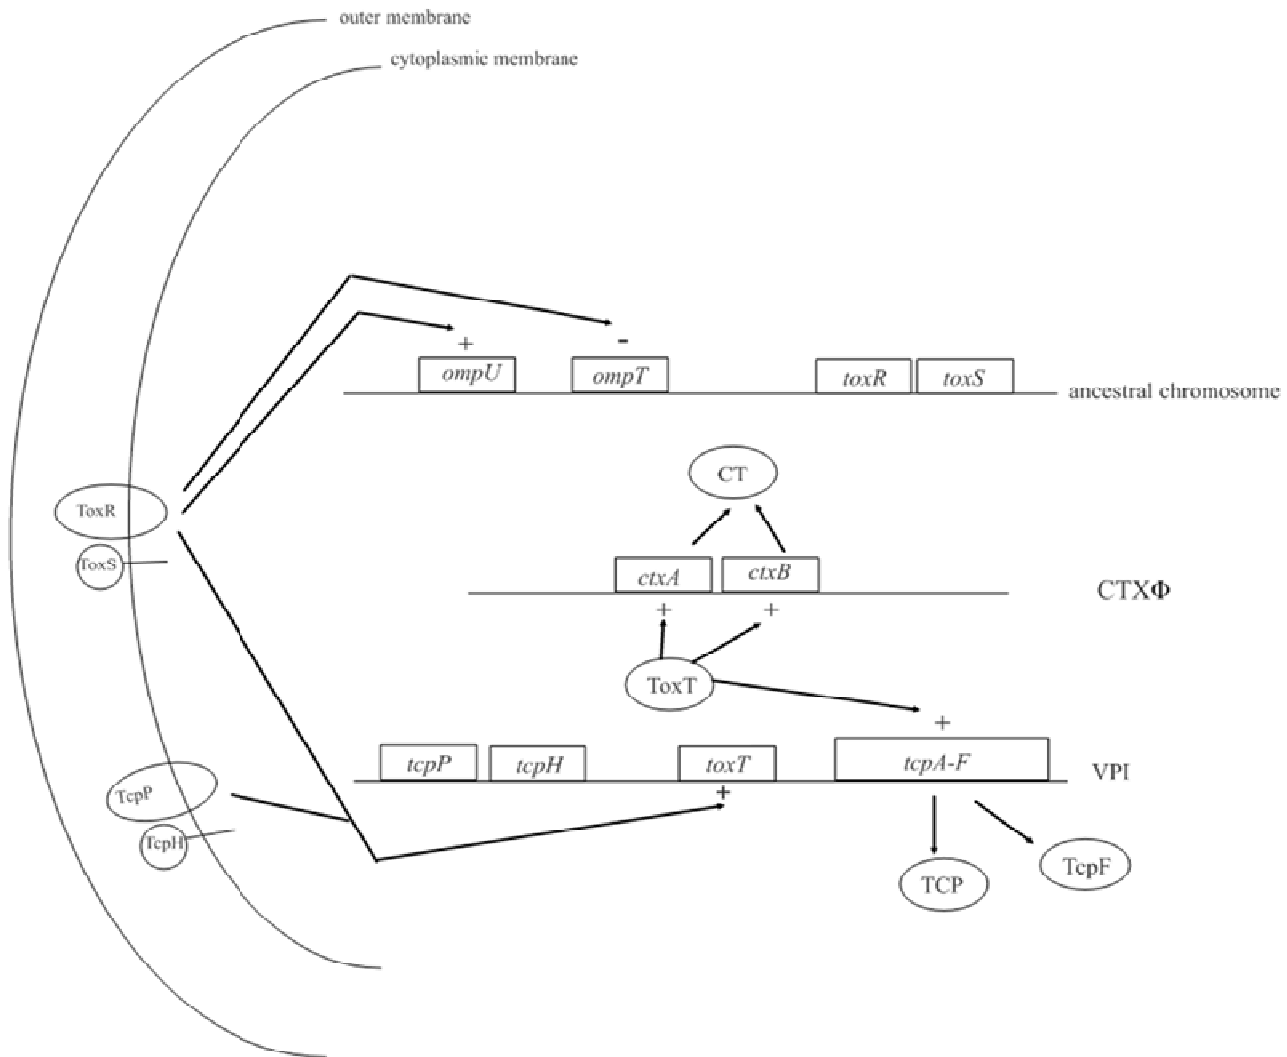 outer membrane
cytoplasmic membrane
+
-
ompU
ompT
toxR
toxS
ancestral chromosome
CT
ToxR
ToxS
ctxA
ctxB
CTXΦ
+
+
ToxT
+
tcpP
tcpH
toxT
tcpA-F
VPI
+
TcpP
TcpH
TCP
TcpF